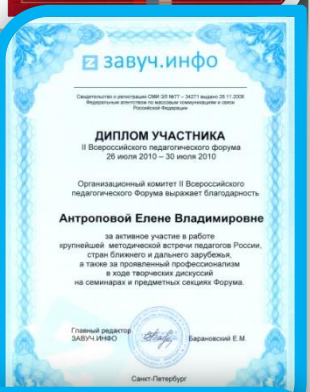 завуч.инфо
Свидетельство о регистрации СМИ ЭЛ №77 – 34271 выдано 26.11.2008
Федеральным агентством по массовым коммуникациям и связи
Российской Федерации
ДИПЛОМ УЧАСТНИКА
II Всероссийского педагогического форума
26 июля 2010 – 30 июля 2010
Организационный комитет II Всероссийского
педагогического Форума выражает благодарность
Антроповой Елене Владимировне
за активное участие в работе
крупнейшей методической встречи педагогов России,
стран ближнего и дальнего зарубежья,
а также за проявленный профессионализм
в ходе творческих дискуссий
на семинарах и предметных секциях Форума.
Главный редактор
ЗАВУЧ.ИНФО
Барановский Е.М.
Санкт-Петербург